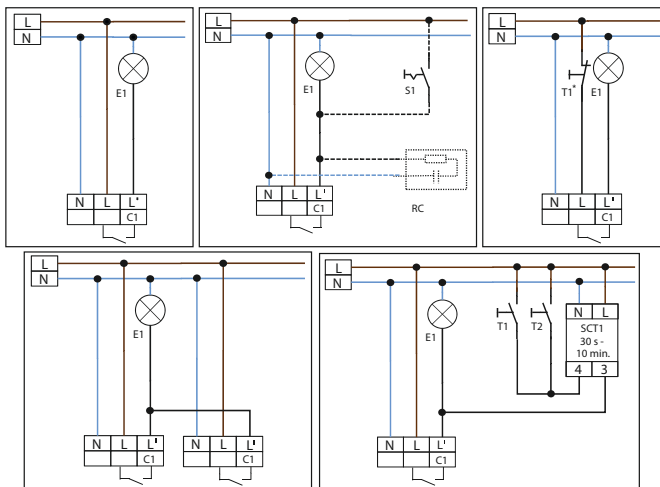 L
N
E1
N L L'
C1
L
N
E1
S1
RC
N L L'
C1
L
N
T1* E1
N L L'
C1
L
N
E1
N L L'
C1
N L L'
C1
L
N
E1
T1 T2
N L
SCT1
30 s -
10 min.
4 3
N L L'
C1